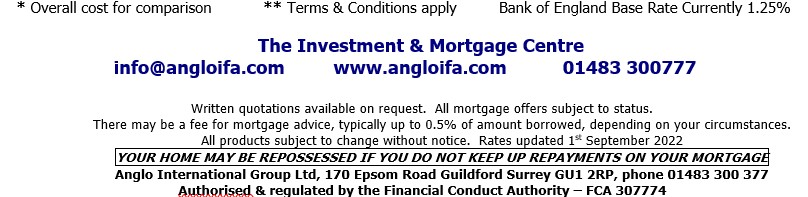 * Overall cost for comparison ** Terms & Conditions apply Bank of England Base Rate Currently 1.25%
The Investment & Mortgage Centre
info@angloifa.com www.angloifa.com 01483 300777
Written quotations available on request. All mortgage offers subject to status.
There may be a fee for mortgage advice, typically up to 0.5% of amount borrowed, depending on your circumstances.
All products subject to change without notice. Rates updated 1st September 2022
YOUR HOME MAY BE REPOSSESSED IF YOU DO NOT KEEP UP REPAYMENTS ON YOUR MORTGAGE
Anglo International Group Ltd, 170 Epsom Road Guildford Surrey GU1 2RP, phone 01483 300 377
Authorised & regulated by the Financial Conduct Authority – FCA 307774